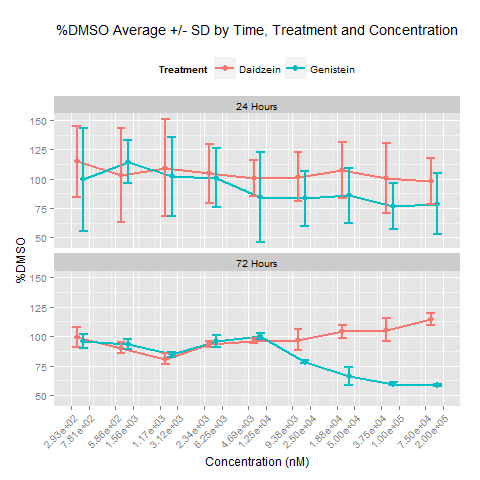 %DMSO Average +/- SD by Time, Treatment and Concentration
Treatment Daidzein Genistein
24 Hours
150
125
100
75
50
72 Hours
150
125
100
75
50
%DMSO
2.93e+02
7.81e+02
5.86e+02
1.56e+03
1.17e+03
3.12e+03
2.34e+03
6.25e+03
4.69e+03
1.25e+04
9.38e+03
2.50e+04
1.88e+04
5.00e+04
3.75e+04
1.00e+05
7.50e+04
2.00e+05
Concentration (nM)